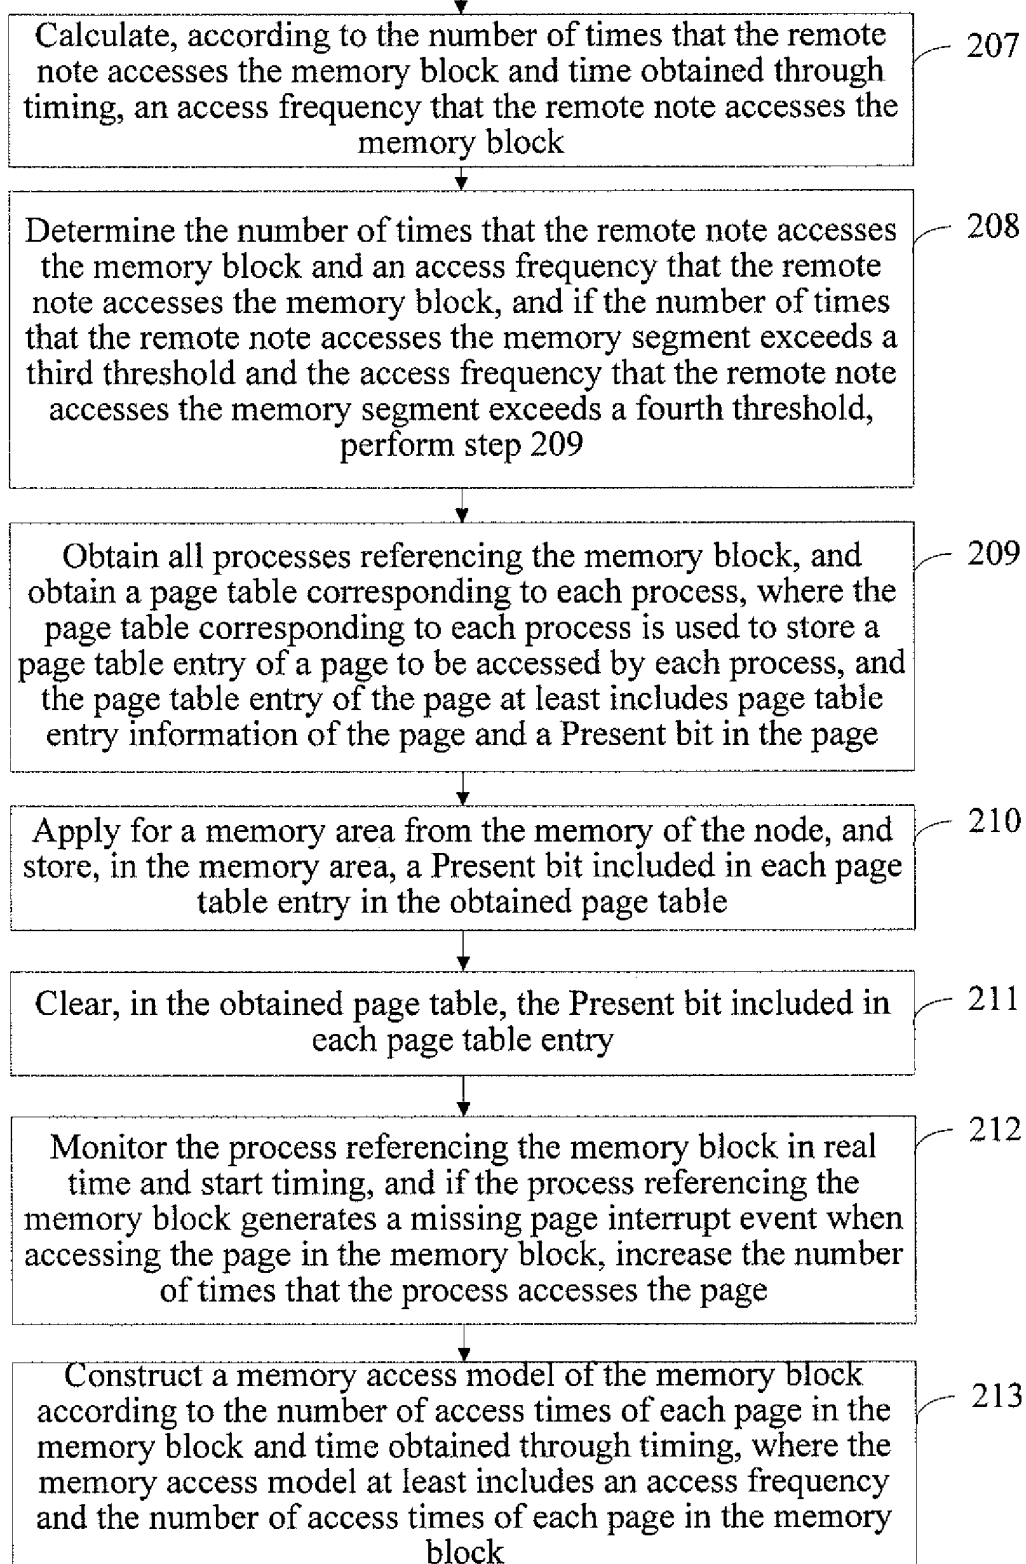 Calculate, according to the number of times that the remote
note accesses the memory block and time obtained through
timing, an access frequency that the remote note accesses the
memory block
207
Determine the number of times that the remote note accesses
the memory block and an access frequency that the remote
note accesses the memory block, and if the number of times
that the remote note accesses the memory segment exceeds a
third threshold and the access frequency that the remote note
accesses the memory segment exceeds a fourth threshold,
perform step 209
208
Obtain all processes referencing the memory block, and
obtain a page table corresponding to each process, where the
page table corresponding to each process is used to store a
page table entry of a page to be accessed by each process, and
the page table entry of the page at least includes page table
entry information of the page and a Present bit in the page
209
Apply for a memory area from the memory of the node, and
store, in the memory area, a Present bit included in each page
table entry in the obtained page table
210
Clear, in the obtained page table, the Present bit included in
each page table entry
211
Monitor the process referencing the memory block in real
time and start timing, and if the process referencing the
memory block generates a missing page interrupt event when
accessing the page in the memory block, increase the number
of times that the process accesses the page
212
Construct a memory access model of the memory block
according to the number of access times of each page in the
memory block and time obtained through timing, where the
memory access model at least includes an access frequency
and the number of access times of each page in the memory
block
213